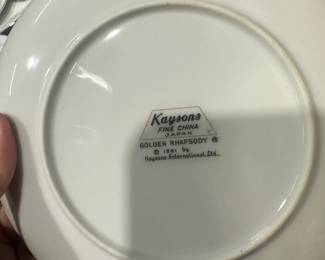 Kaysons
FINE CHINA
JAPAN
GOLDEN RHAPSODY ®
© 1961 by
Kaysons International, Ltd.